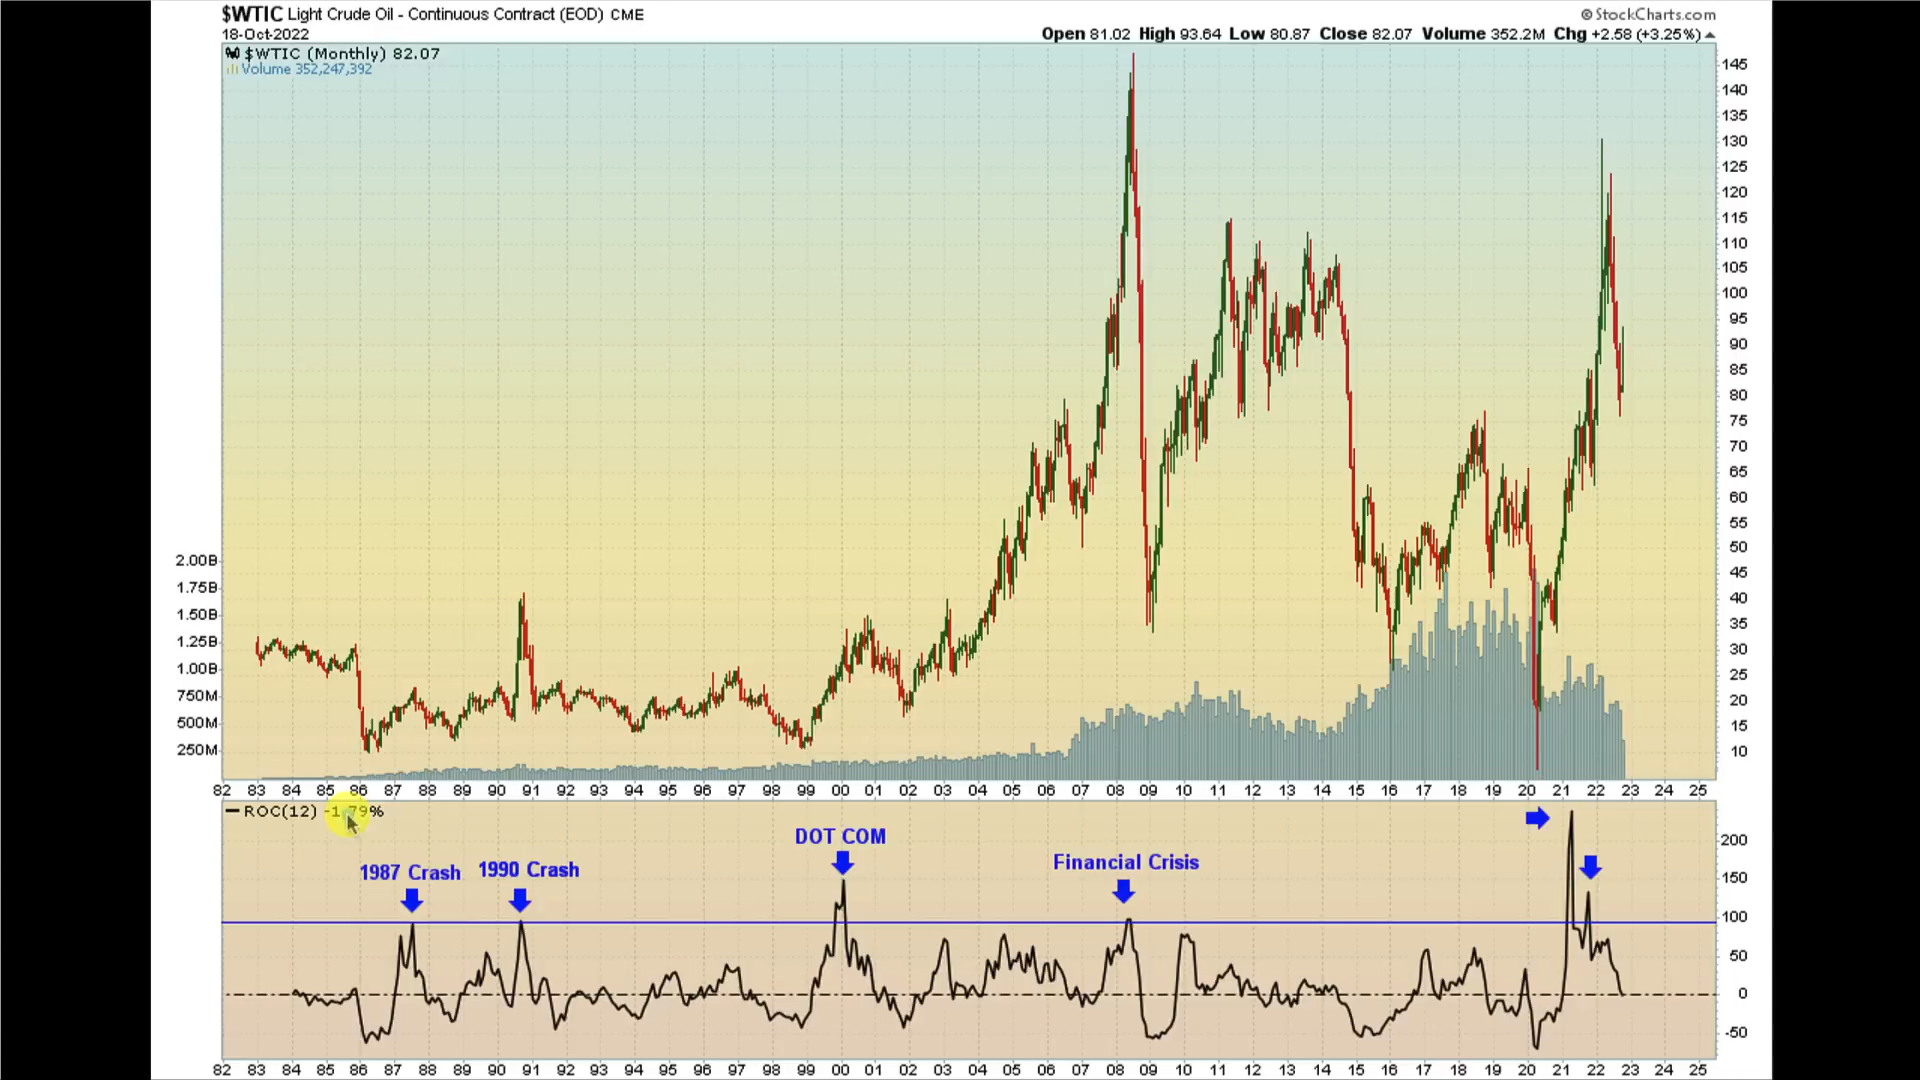 $WTIC Light Crude Oil - Continuous Contract (EOD) CME
© StockCharts.com
18-Oct-2022
Open 81.02 High 93.64 Low 80.87 Close 82.07 Volume 352.2M Chg +2.58 (+3.25%)
$WTIC (Monthly) 82.07
Volume 352,247,392
145
140
135
130
125
120
115
110
105
100
95
90
85
80
75
70
65
60
55
50
45
40
35
30
25
20
15
10
2.00B
1.75B
1.50B
1.25B
1.00B
750M
500M
250M
82 83 84 85 86 87 88 89 90 91 92 93 94 95 96 97 98 99 00 01 02 03 04 05 06 07 08 09 10 11 12 13 14 15 16 17 18 19 20 21 22 23 24 25
ROC(12) -1.79%
DOT COM
1987 Crash
1990 Crash
Financial Crisis
200
150
100
50
0
-50
82 83 84 85 86 87 88 89 90 91 92 93 94 95 96 97 98 99 00 01 02 03 04 05 06 07 08 09 10 11 12 13 14 15 16 17 18 19 20 21 22 23 24 25